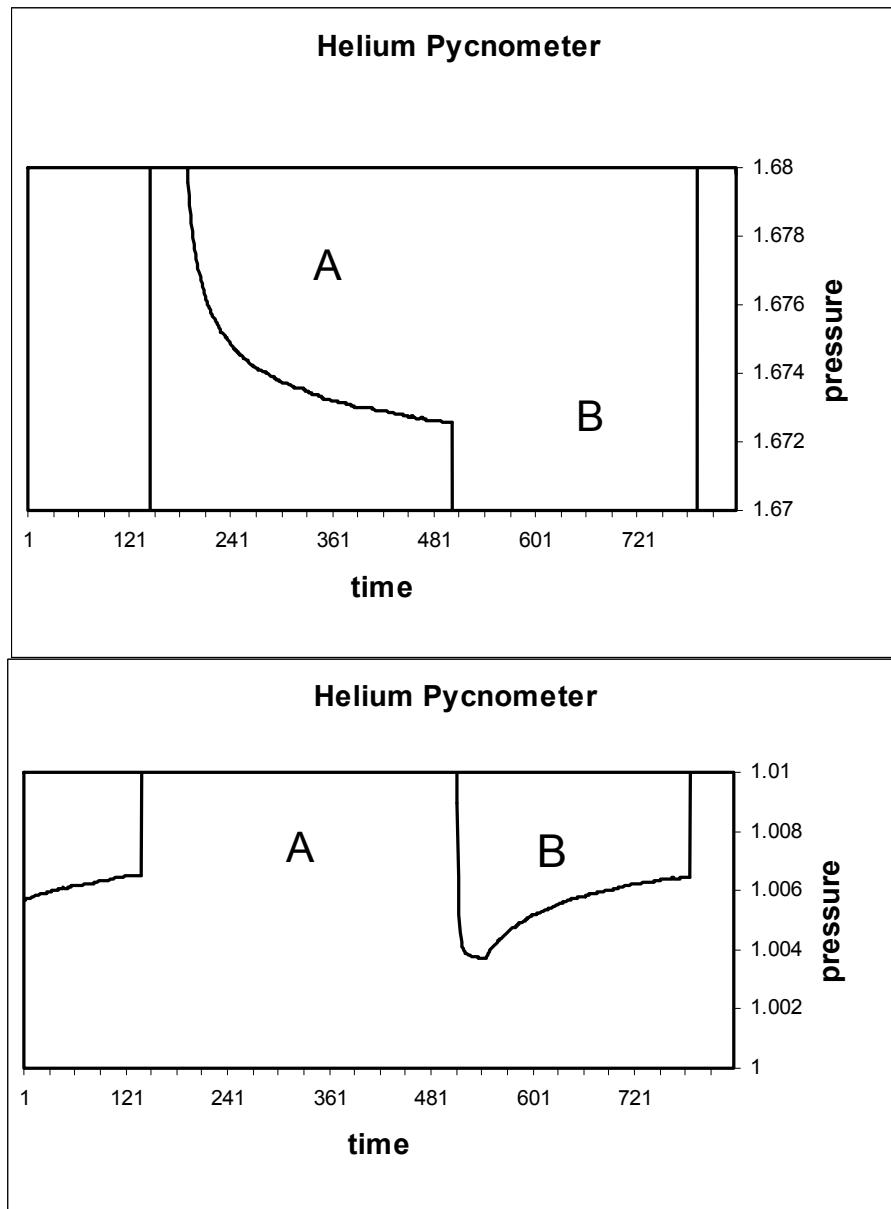 Helium Pycnometer
1.68
1.678
A
1.676
1.674
B
1.672
1.67
pressure
1 121 241 361 481 601 721
time
Helium Pycnometer
1.01
A
B
1.008
1.006
1.004
1.002
1
pressure
1 121 241 361 481 601 721
time